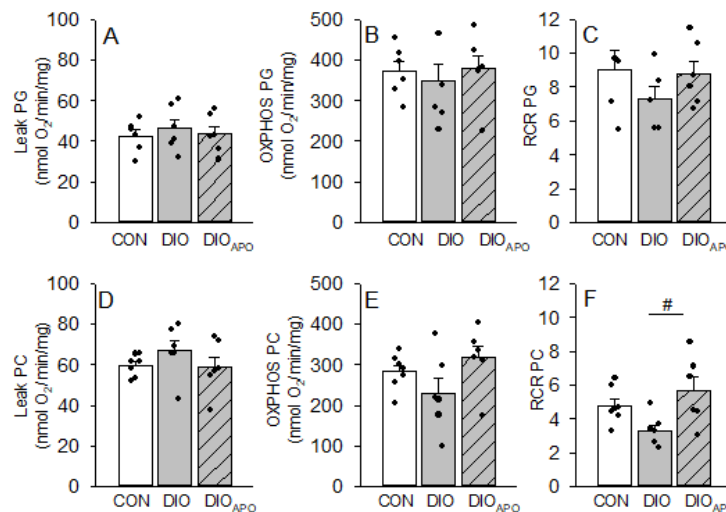 A
Leak PG
(nmol O2/min/mg)
100
80
60
40
20
0
CON DIO DIOAPO
B
OXPHOS PG
(nmol O2/min/mg)
500
400
300
200
100
0
CON DIO DIOAPO
C
RCR PG
12
10
8
6
4
2
0
CON DIO DIOAPO
D
Leak PC
(nmol O2/min/mg)
100
80
60
40
20
0
CON DIO DIOAPO
E
OXPHOS PC
(nmol O2/min/mg)
500
400
300
200
100
0
CON DIO DIOAPO
F
#
RCR PC
12
10
8
6
4
2
0
CON DIO DIOAP